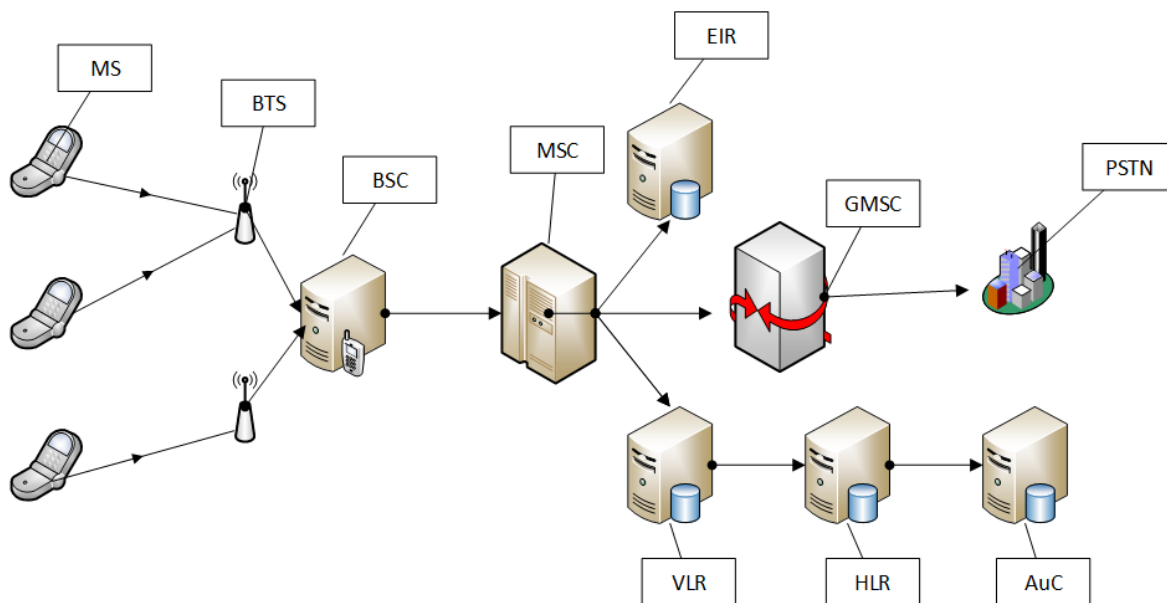 MS
BTS
BSC
MSC
EIR
GMSC
PSTN
VLR
HLR
AuC